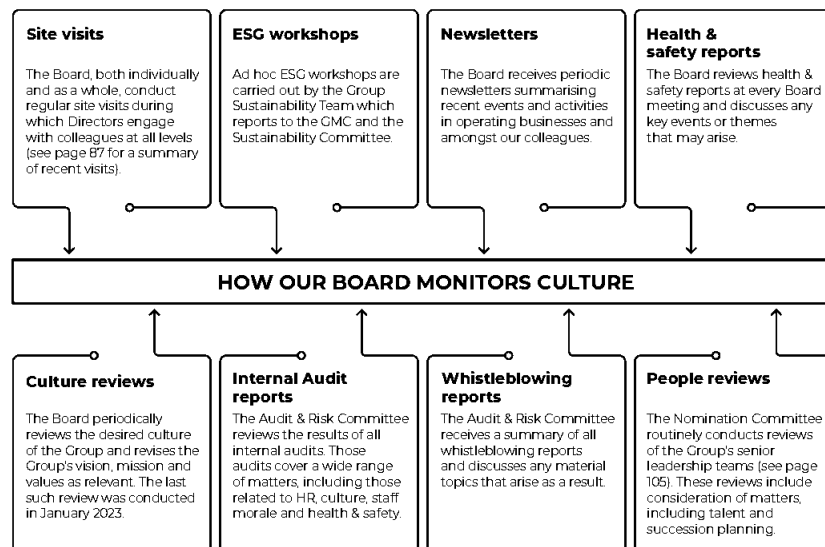 Site visits
The Board, both individually
and as a whole, conduct
regular site visits during
which Directors engage
with colleagues at all levels
(see page 87 for a summary
of recent visits).
ESG workshops
Ad hoc ESG workshops are
carried out by the Group
Sustainability Team which
reports to the GMC and the
Sustainability Committee.
Newsletters
The Board receives periodic
newsletters summarising
recent events and activities
in operating businesses and
amongst our colleagues.
Health &
safety reports
The Board reviews health &
safety reports at every Board
meeting and discusses any
key events or themes
that may arise.
HOW OUR BOARD MONITORS CULTURE
Culture reviews
The Board periodically
reviews the desired culture
of the Group and revises the
Group's vision, mission and
values as relevant. The last
such review was conducted
in January 2023.
Internal Audit
reports
The Audit & Risk Committee
reviews the results of all
internal audits. Those
audits cover a wide range
of matters, including those
related to HR, culture, staff
morale and health & safety.
Whistleblowing
reports
The Audit & Risk Committee
receives a summary of all
whistleblowing reports
and discusses any material
topics that arise as a result.
People reviews
The Nomination Committee
routinely conducts reviews
of the Group's senior
leadership teams (see page
105). These reviews include
consideration of matters,
including talent and
succession planning.